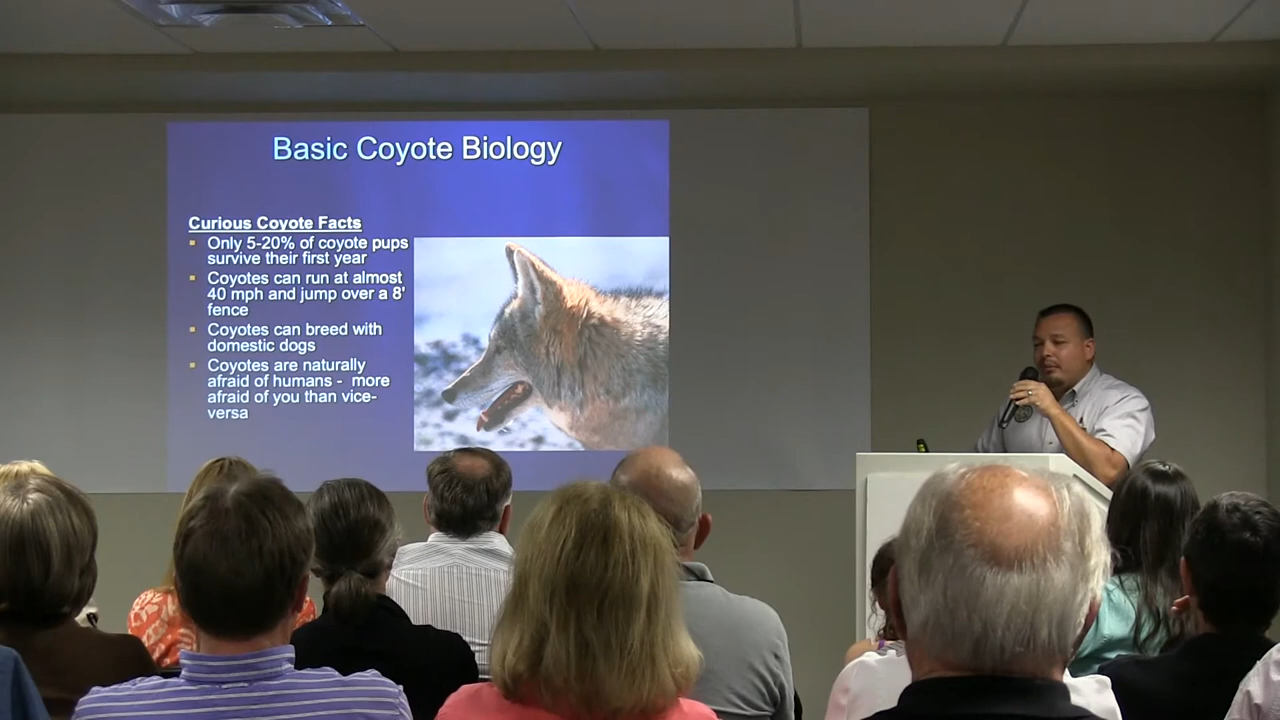 Basic Coyote Biology
Curious Coyote Facts
▪ Only 5-20% of coyote pups
survive their first year
▪ Coyotes can run at almost
40 mph and jump over a 8'
fence
▪ Coyotes can breed with
domestic dogs
▪ Coyotes are naturally
afraid of humans - more
afraid of you than vice-
versa